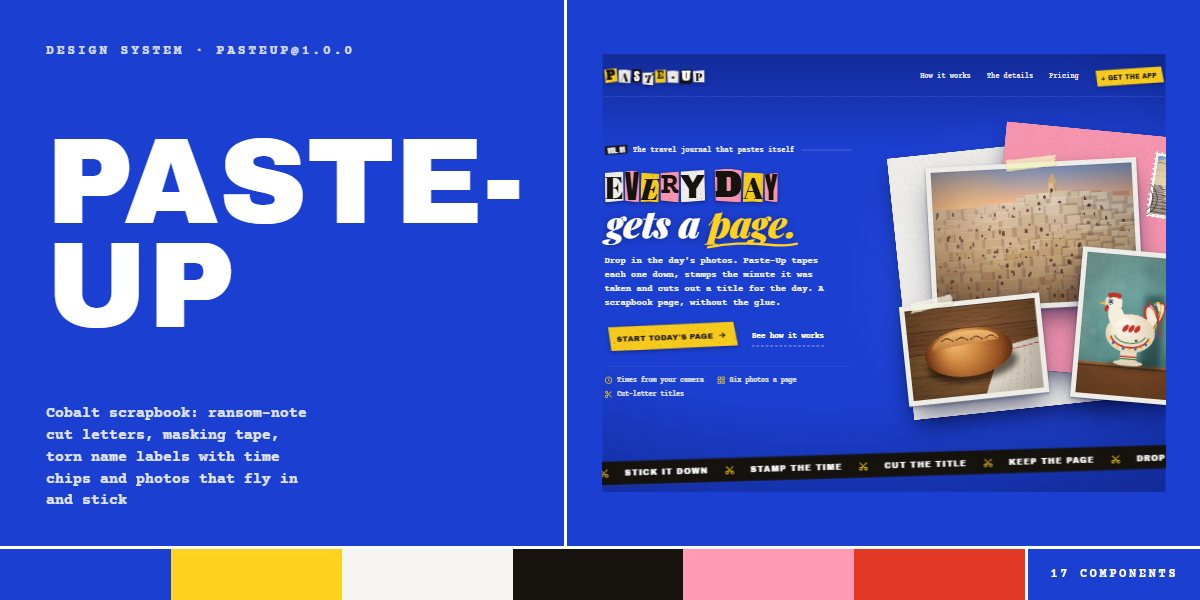 DESIGN SYSTEM · PASTEUP@1.0.0
PASTE-
UP
Cobalt scrapbook: ransom-note
cut letters, masking tape,
torn name labels with time
chips and photos that fly in
and stick
PASTE-UP
How it works
The details
Pricing
↓ GET THE APP
The travel journal that pastes itself
EVERY DAY
gets a page.
Drop in the day's photos. Paste-Up tapes
each one down, stamps the minute it was
taken and cuts out a title for the day. A
scrapbook page, without the glue.
START TODAY'S PAGE →
See how it works
Times from your camera
Six photos a page
Cut-letter titles
STICK IT DOWN
STAMP THE TIME
CUT THE TITLE
KEEP THE PAGE
DROP
17 COMPONENTS